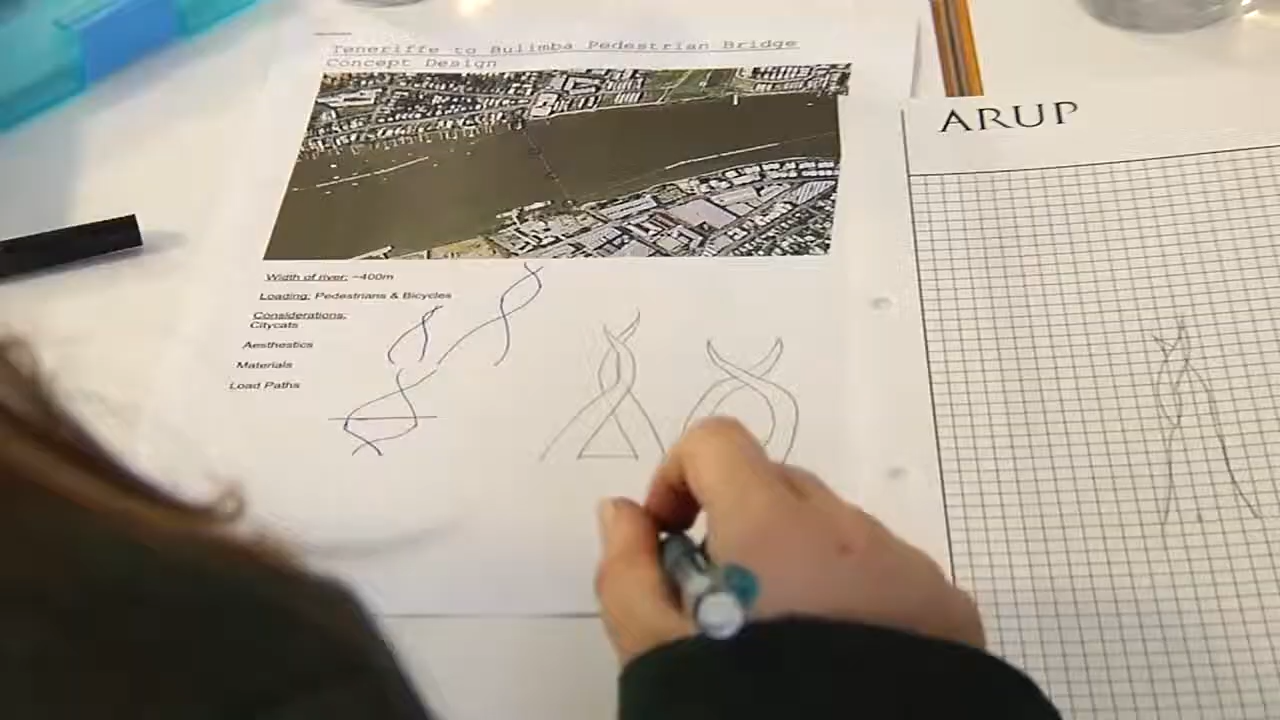 Teneriffe to Bulimba Pedestrian Bridge
Concept Design
Width of river: ~400m
Loading: Pedestrians & Bicycles
Considerations:
Citycats
Aesthestics
Materials
Load Paths
ARUP